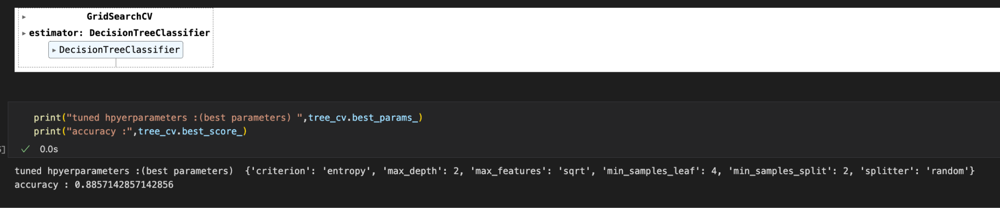 GridSearchCV
estimator: DecisionTreeClassifier
DecisionTreeClassifier
print("tuned hpyerparameters :(best parameters) ",tree_cv.best_params_)
print("accuracy :",tree_cv.best_score_)
0.0s
tuned hpyerparameters :(best parameters)  {'criterion': 'entropy', 'max_depth': 2, 'max_features': 'sqrt', 'min_samples_leaf': 4, 'min_samples_split': 2, 'splitter': 'random'}
accuracy : 0.8857142857142856